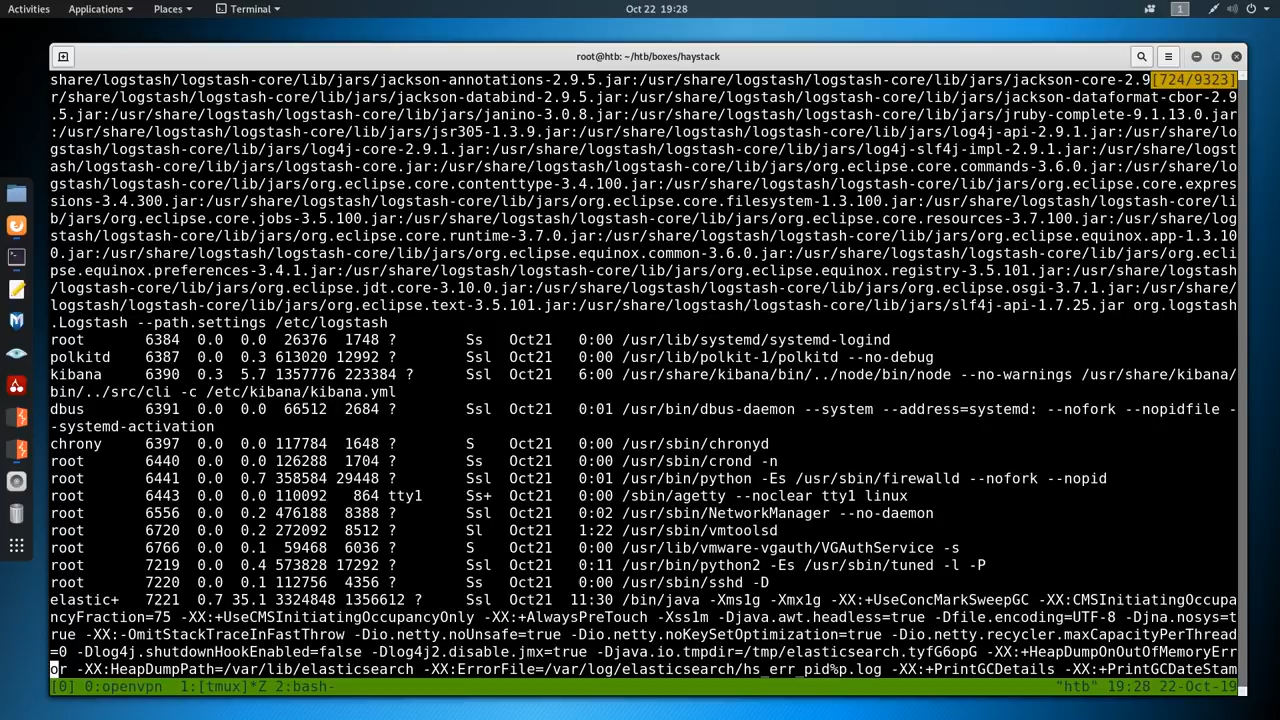 Activities Applications Places Terminal Oct 22 19:28 1
root@htb: ~/htb/boxes/haystack
share/logstash/logstash-core/lib/jars/jackson-annotations-2.9.5.jar:/usr/share/logstash/logstash-core/lib/jars/jackson-core-2.9[724/9323]
r/share/logstash/logstash-core/lib/jars/jackson-databind-2.9.5.jar:/usr/share/logstash/logstash-core/lib/jars/jackson-dataformat-cbor-2.9
.5.jar:/usr/share/logstash/logstash-core/lib/jars/janino-3.0.8.jar:/usr/share/logstash/logstash-core/lib/jars/jruby-complete-9.1.13.0.jar
:/usr/share/logstash/logstash-core/lib/jars/jsr305-1.3.9.jar:/usr/share/logstash/logstash-core/lib/jars/log4j-api-2.9.1.jar:/usr/share/lo
gstash/logstash-core/lib/jars/log4j-core-2.9.1.jar:/usr/share/logstash/logstash-core/lib/jars/log4j-slf4j-impl-2.9.1.jar:/usr/share/logst
ash/logstash-core/lib/jars/logstash-core.jar:/usr/share/logstash/logstash-core/lib/jars/org.eclipse.core.commands-3.6.0.jar:/usr/share/lo
gstash/logstash-core/lib/jars/org.eclipse.core.contenttype-3.4.100.jar:/usr/share/logstash/logstash-core/lib/jars/org.eclipse.core.expres
sions-3.4.300.jar:/usr/share/logstash/logstash-core/lib/jars/org.eclipse.core.filesystem-1.3.100.jar:/usr/share/logstash/logstash-core/li
b/jars/org.eclipse.core.jobs-3.5.100.jar:/usr/share/logstash/logstash-core/lib/jars/org.eclipse.core.resources-3.7.100.jar:/usr/share/log
stash/logstash-core/lib/jars/org.eclipse.core.runtime-3.7.0.jar:/usr/share/logstash/logstash-core/lib/jars/org.eclipse.equinox.app-1.3.10
0.jar:/usr/share/logstash/logstash-core/lib/jars/org.eclipse.equinox.common-3.6.0.jar:/usr/share/logstash/logstash-core/lib/jars/org.ecli
pse.equinox.preferences-3.4.1.jar:/usr/share/logstash/logstash-core/lib/jars/org.eclipse.equinox.registry-3.5.101.jar:/usr/share/logstash
/logstash-core/lib/jars/org.eclipse.jdt.core-3.10.0.jar:/usr/share/logstash/logstash-core/lib/jars/org.eclipse.osgi-3.7.1.jar:/usr/share/
logstash/logstash-core/lib/jars/org.eclipse.text-3.5.101.jar:/usr/share/logstash/logstash-core/lib/jars/slf4j-api-1.7.25.jar org.logstash
.Logstash --path.settings /etc/logstash
root 6384 0.0 0.0 26376 1748 ? Ss Oct21 0:00 /usr/lib/systemd/systemd-logind
polkitd 6387 0.0 0.3 613020 12992 ? Ssl Oct21 0:00 /usr/lib/polkit-1/polkitd --no-debug
kibana 6390 0.3 5.7 1357776 223384 ? Ssl Oct21 6:00 /usr/share/kibana/bin/../node/bin/node --no-warnings /usr/share/kibana/
bin/../src/cli -c /etc/kibana/kibana.yml
dbus 6391 0.0 0.0 66512 2684 ? Ssl Oct21 0:01 /usr/bin/dbus-daemon --system --address=systemd: --nofork --nopidfile -
-systemd-activation
chrony 6397 0.0 0.0 117784 1648 ? S Oct21 0:00 /usr/sbin/chronyd
root 6440 0.0 0.0 126288 1704 ? Ss Oct21 0:00 /usr/sbin/crond -n
root 6441 0.0 0.7 358584 29448 ? Ssl Oct21 0:01 /usr/bin/python -Es /usr/sbin/firewalld --nofork --nopid
root 6443 0.0 0.0 110092 864 tty1 Ss+ Oct21 0:00 /sbin/agetty --noclear tty1 linux
root 6556 0.0 0.2 476188 8388 ? Ssl Oct21 0:02 /usr/sbin/NetworkManager --no-daemon
root 6720 0.0 0.2 272092 8512 ? Sl Oct21 1:22 /usr/sbin/vmtoolsd
root 6766 0.0 0.1 59468 6036 ? S Oct21 0:00 /usr/lib/vmware-vgauth/VGAuthService -s
root 7219 0.0 0.4 573828 17292 ? Ssl Oct21 0:11 /usr/bin/python2 -Es /usr/sbin/tuned -l -P
root 7220 0.0 0.1 112756 4356 ? Ss Oct21 0:00 /usr/sbin/sshd -D
elastic+ 7221 0.7 35.1 3324848 1356612 ? Ssl Oct21 11:30 /bin/java -Xms1g -Xmx1g -XX:+UseConcMarkSweepGC -XX:CMSInitiatingOccupa
ncyFraction=75 -XX:+UseCMSInitiatingOccupancyOnly -XX:+AlwaysPreTouch -Xss1m -Djava.awt.headless=true -Dfile.encoding=UTF-8 -Djna.nosys=t
rue -XX:-OmitStackTraceInFastThrow -Dio.netty.noUnsafe=true -Dio.netty.noKeySetOptimization=true -Dio.netty.recycler.maxCapacityPerThread
=0 -Dlog4j.shutdownHookEnabled=false -Dlog4j2.disable.jmx=true -Djava.io.tmpdir=/tmp/elasticsearch.tyfG6opG -XX:+HeapDumpOnOutOfMemoryErr
or -XX:HeapDumpPath=/var/lib/elasticsearch -XX:ErrorFile=/var/log/elasticsearch/hs_err_pid%p.log -XX:+PrintGCDetails -XX:+PrintGCDateStam
[0] 0:openvpn 1:[tmux]*Z 2:bash- "htb" 19:28 22-Oct-19